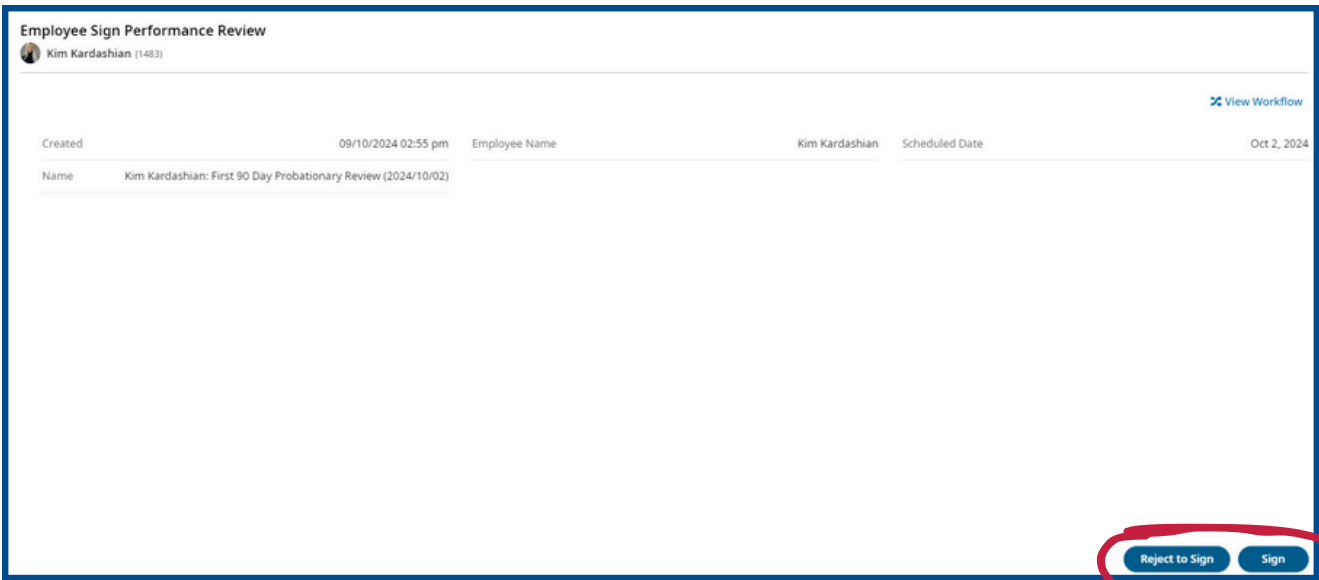 Employee Sign Performance Review
Kim Kardashian (1483)
View Workflow
Created 09/10/2024 02:55 pm Employee Name Kim Kardashian Scheduled Date Oct 2, 2024
Name Kim Kardashian: First 90 Day Probationary Review (2024/10/02)
Reject to Sign Sign